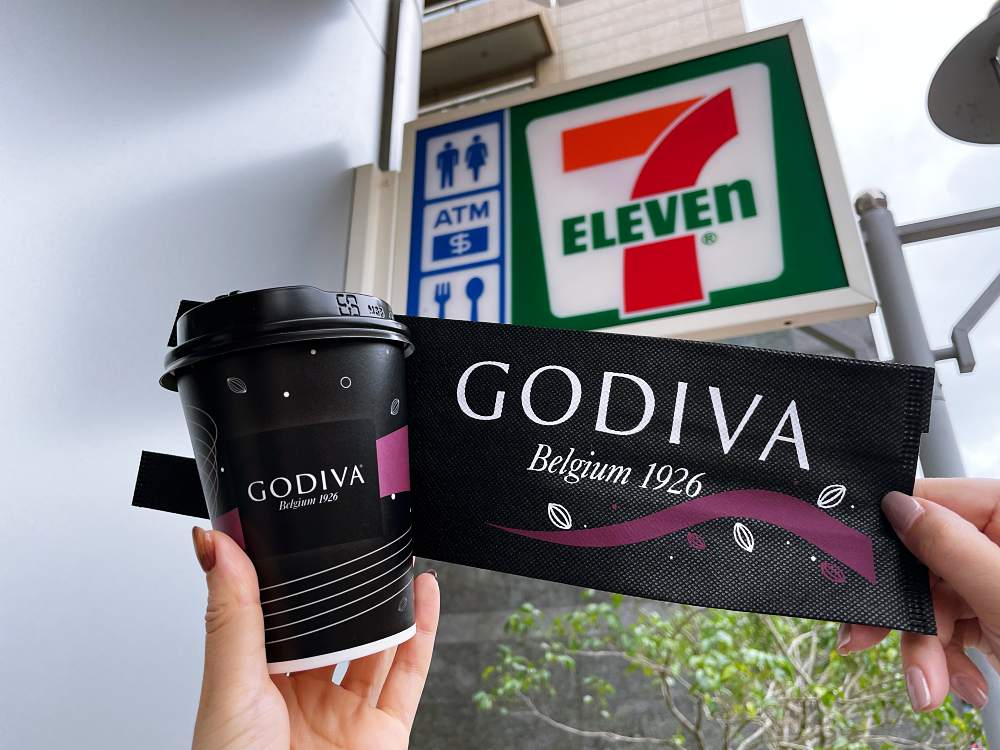 ATM
$
7
ELEVEn
®
GODIVA
Belgium 1926
GODIVA
Belgium 1926